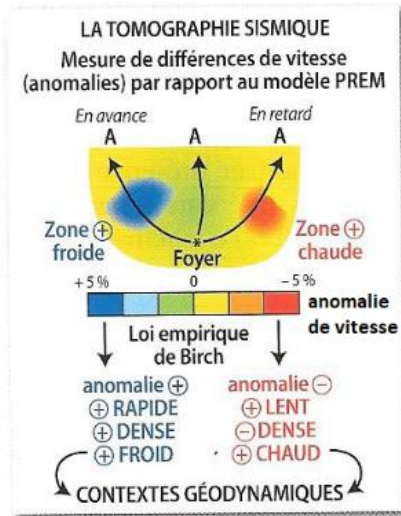 LA TOMOGRAPHIE SISMIQUE
Mesure de différences de vitesse
(anomalies) par rapport au modèle PREM
En avance En retard
A A A
Zone ⊕
froide
Foyer
Zone ⊕
chaude
+5 % 0 −5 %
anomalie
de vitesse
Loi empirique
de Birch
anomalie ⊕ anomalie ⊖
⊕ RAPIDE ⊕ LENT
⊕ DENSE ⊖ DENSE
⊕ FROID ⊕ CHAUD
CONTEXTES GÉODYNAMIQUES